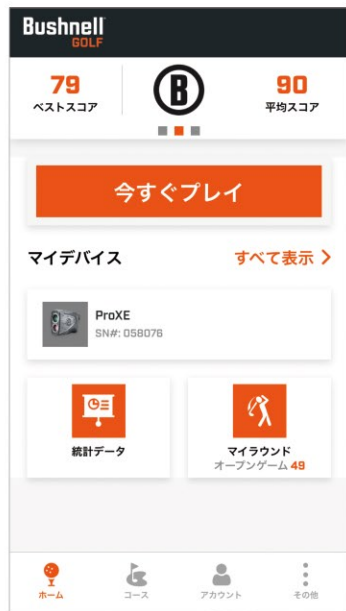 Bushnell
GOLF
79
ベストスコア
B
90
平均スコア
今すぐプレイ
マイデバイス
すべて表示 >
ProXE
SN#: 058076
統計データ
マイラウンド
オープンゲーム 49
ホーム
コース
アカウント
その他